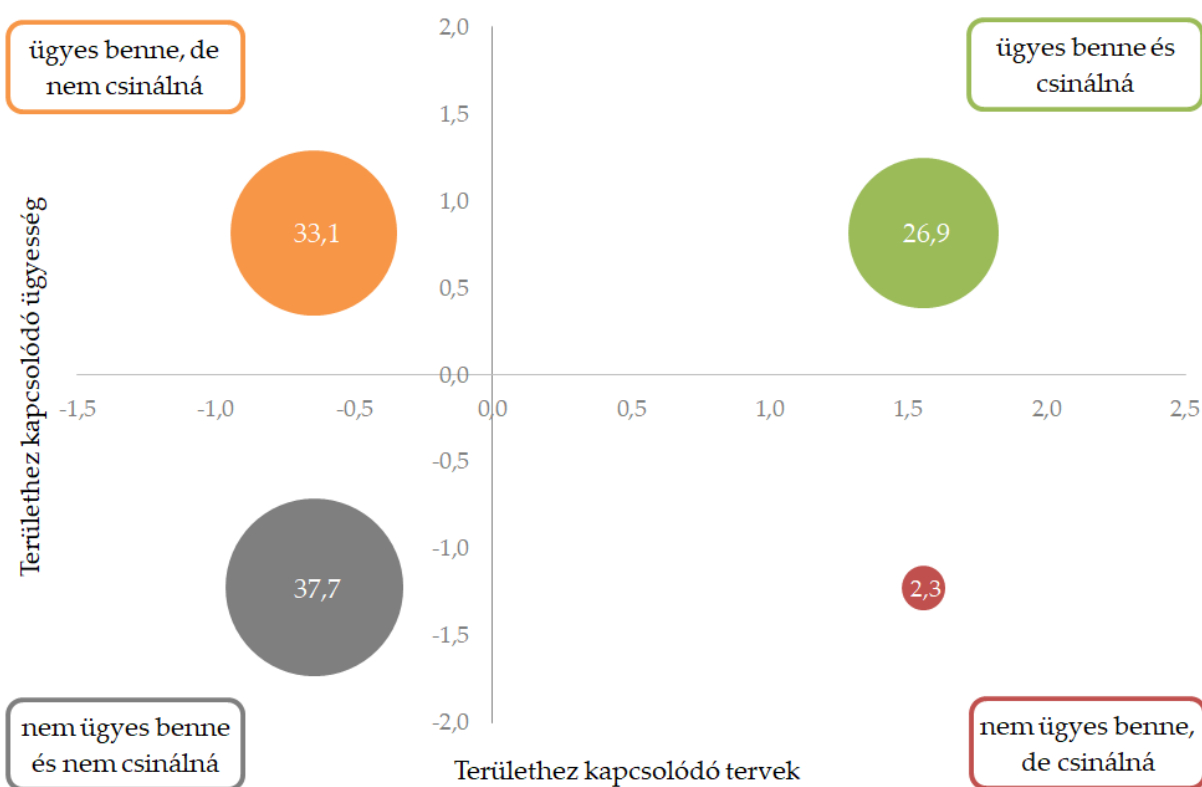 ügyes benne, de
nem csinálná
ügyes benne és
csinálná
2,0
1,5
1,0
0,5
0,0
-0,5
-1,0
-1,5
-2,0
-1,5
-1,0
-0,5
0,0
0,5
1,0
1,5
2,0
2,5
33,1
26,9
37,7
2,3
Területhez kapcsolódó ügyesség
nem ügyes benne
és nem csinálná
Területhez kapcsolódó tervek
nem ügyes benne,
de csinálná